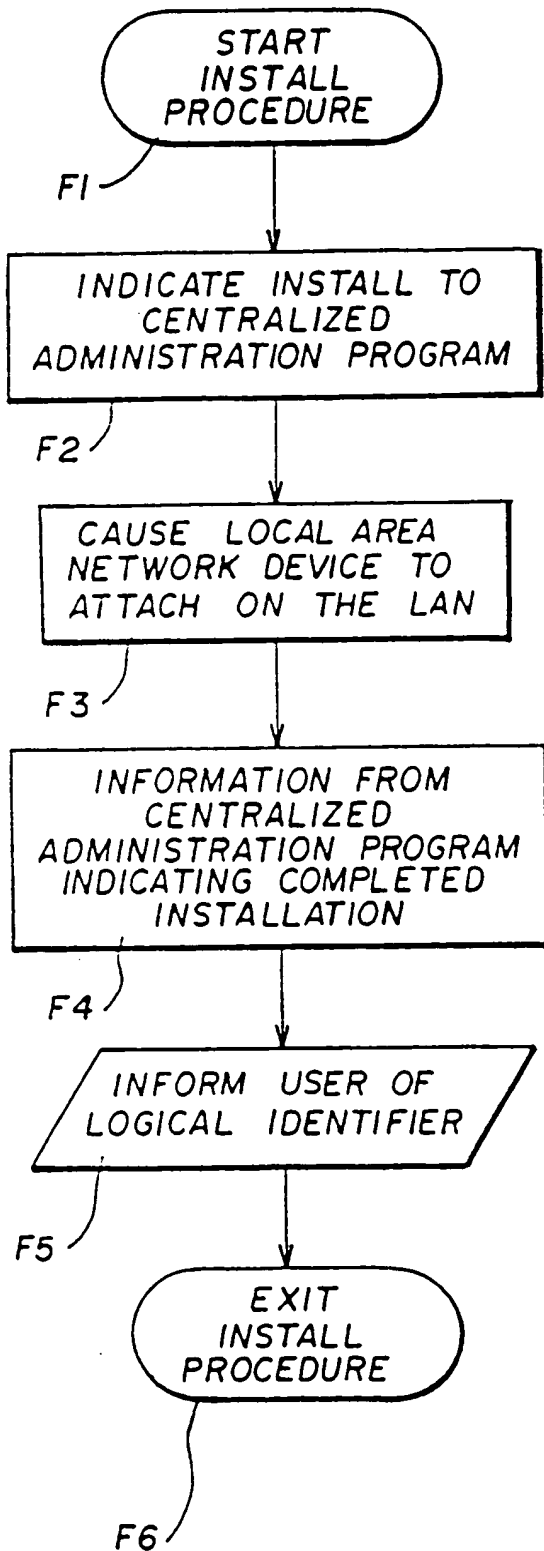 START
INSTALL
PROCEDURE
F1
INDICATE INSTALL TO
CENTRALIZED
ADMINISTRATION PROGRAM
F2
CAUSE LOCAL AREA
NETWORK DEVICE TO
ATTACH ON THE LAN
F3
INFORMATION FROM
CENTRALIZED
ADMINISTRATION PROGRAM
INDICATING COMPLETED
INSTALLATION
F4
INFORM USER OF
LOGICAL IDENTIFIER
F5
EXIT
INSTALL
PROCEDURE
F6